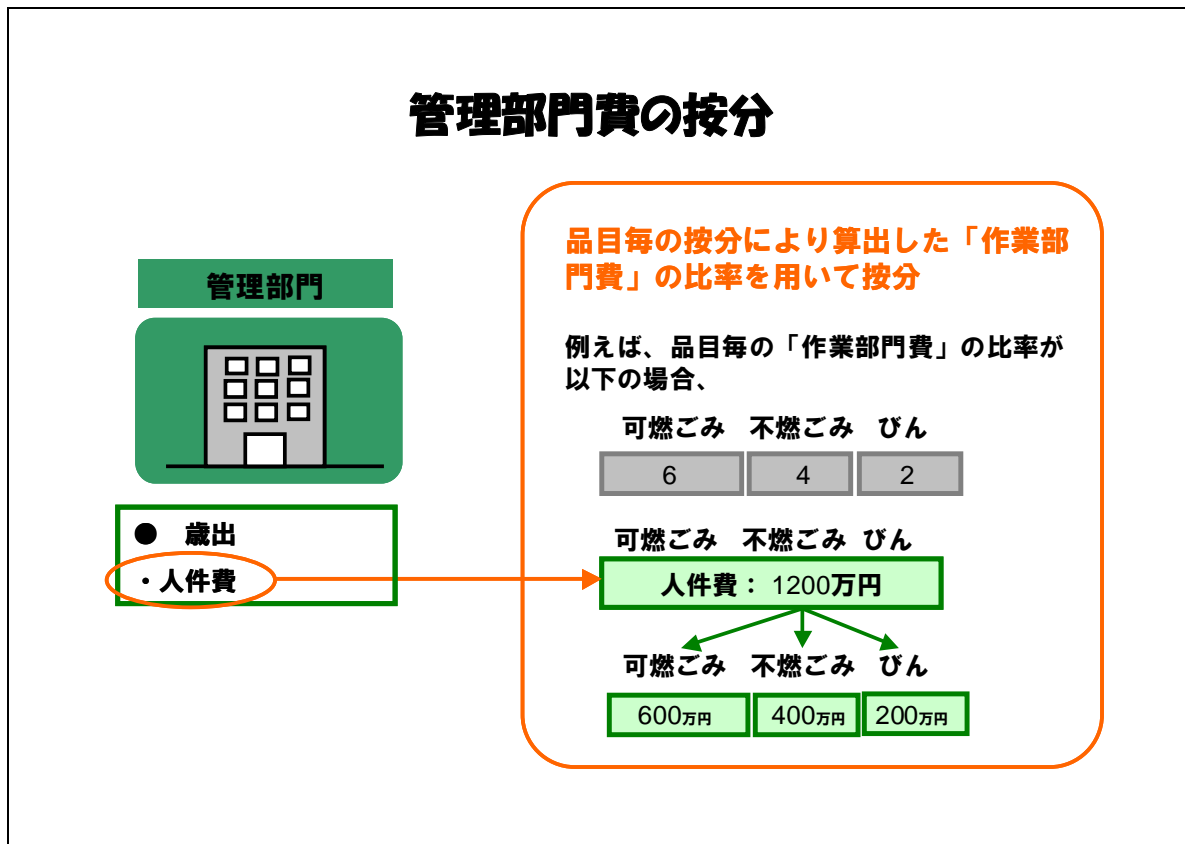 管理部門費の按分
管理部門
● 歳出
・人件費
品目毎の按分により算出した「作業部
門費」の比率を用いて按分
例えば、品目毎の「作業部門費」の比率が
以下の場合、
可燃ごみ 不燃ごみ びん
6 4 2
可燃ごみ 不燃ごみ びん
人件費： 1200万円
可燃ごみ 不燃ごみ びん
600万円 400万円 200万円